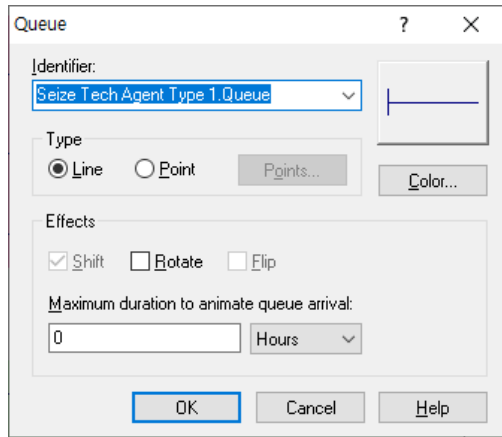 Queue ?
Identifier:
Seize Tech Agent Type 1.Queue
Type
Line Point Points...
Color...
Effects
Shift Rotate Flip
Maximum duration to animate queue arrival:
0 Hours
OK Cancel Help